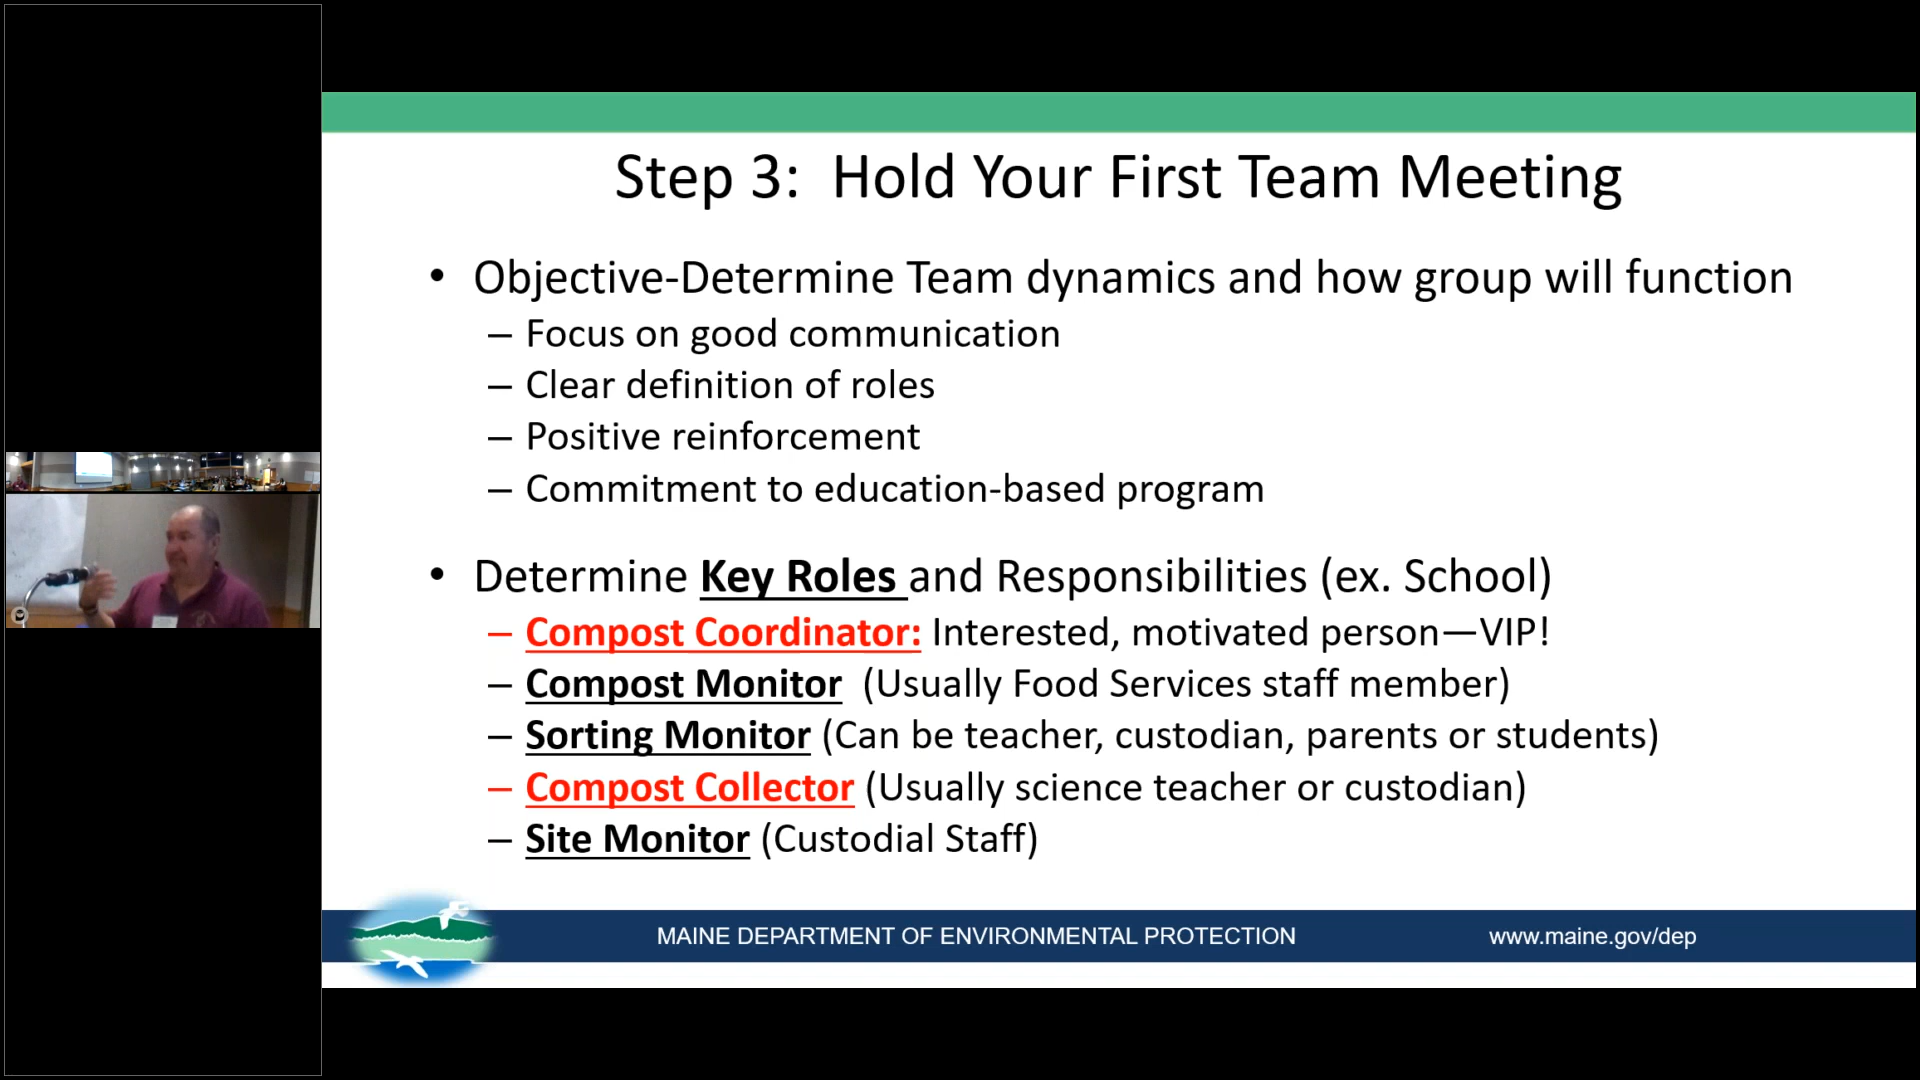 Step 3:  Hold Your First Team Meeting
• Objective-Determine Team dynamics and how group will function
– Focus on good communication
– Clear definition of roles
– Positive reinforcement
– Commitment to education-based program
• Determine Key Roles and Responsibilities (ex. School)
– Compost Coordinator: Interested, motivated person—VIP!
– Compost Monitor  (Usually Food Services staff member)
– Sorting Monitor (Can be teacher, custodian, parents or students)
– Compost Collector (Usually science teacher or custodian)
– Site Monitor (Custodial Staff)
MAINE DEPARTMENT OF ENVIRONMENTAL PROTECTION
www.maine.gov/dep